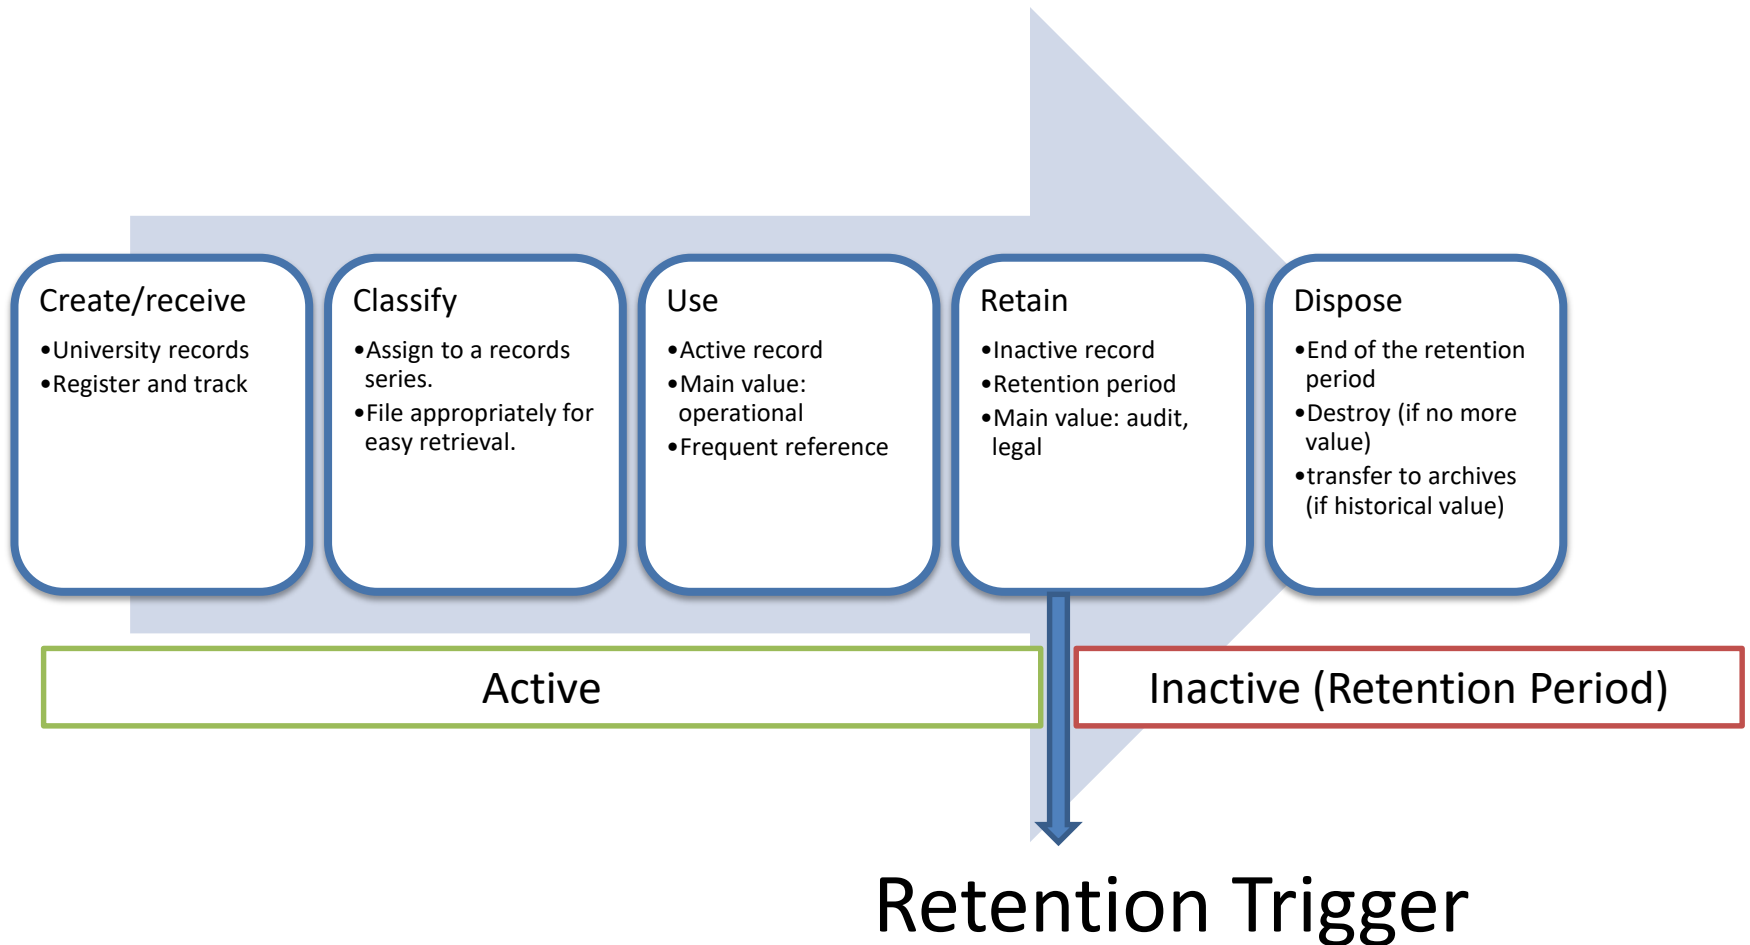 Create/receive
•University records
•Register and track
Classify
•Assign to a records
series.
•File appropriately for
easy retrieval.
Use
•Active record
•Main value:
operational
•Frequent reference
Retain
•Inactive record
•Retention period
•Main value: audit,
legal
Dispose
•End of the retention
period
•Destroy (if no more
value)
•transfer to archives
(if historical value)
Active
Inactive (Retention Period)
Retention Trigger